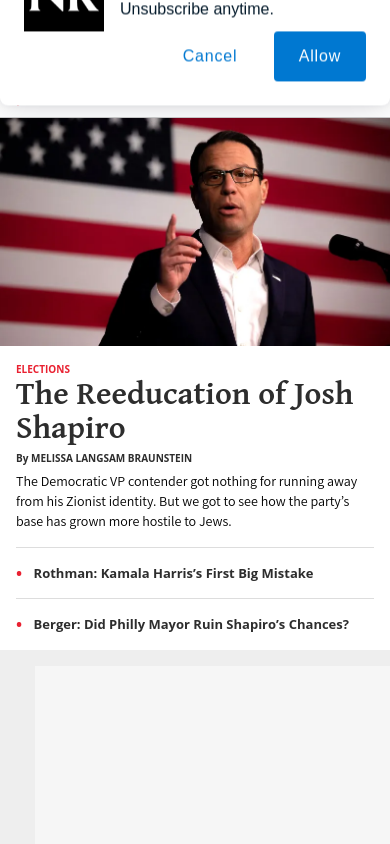 NR
Unsubscribe anytime.
Cancel
Allow
ELECTIONS
The Reeducation of Josh
Shapiro
By MELISSA LANGSAM BRAUNSTEIN
The Democratic VP contender got nothing for running away
from his Zionist identity. But we got to see how the party’s
base has grown more hostile to Jews.
• Rothman: Kamala Harris’s First Big Mistake
• Berger: Did Philly Mayor Ruin Shapiro’s Chances?